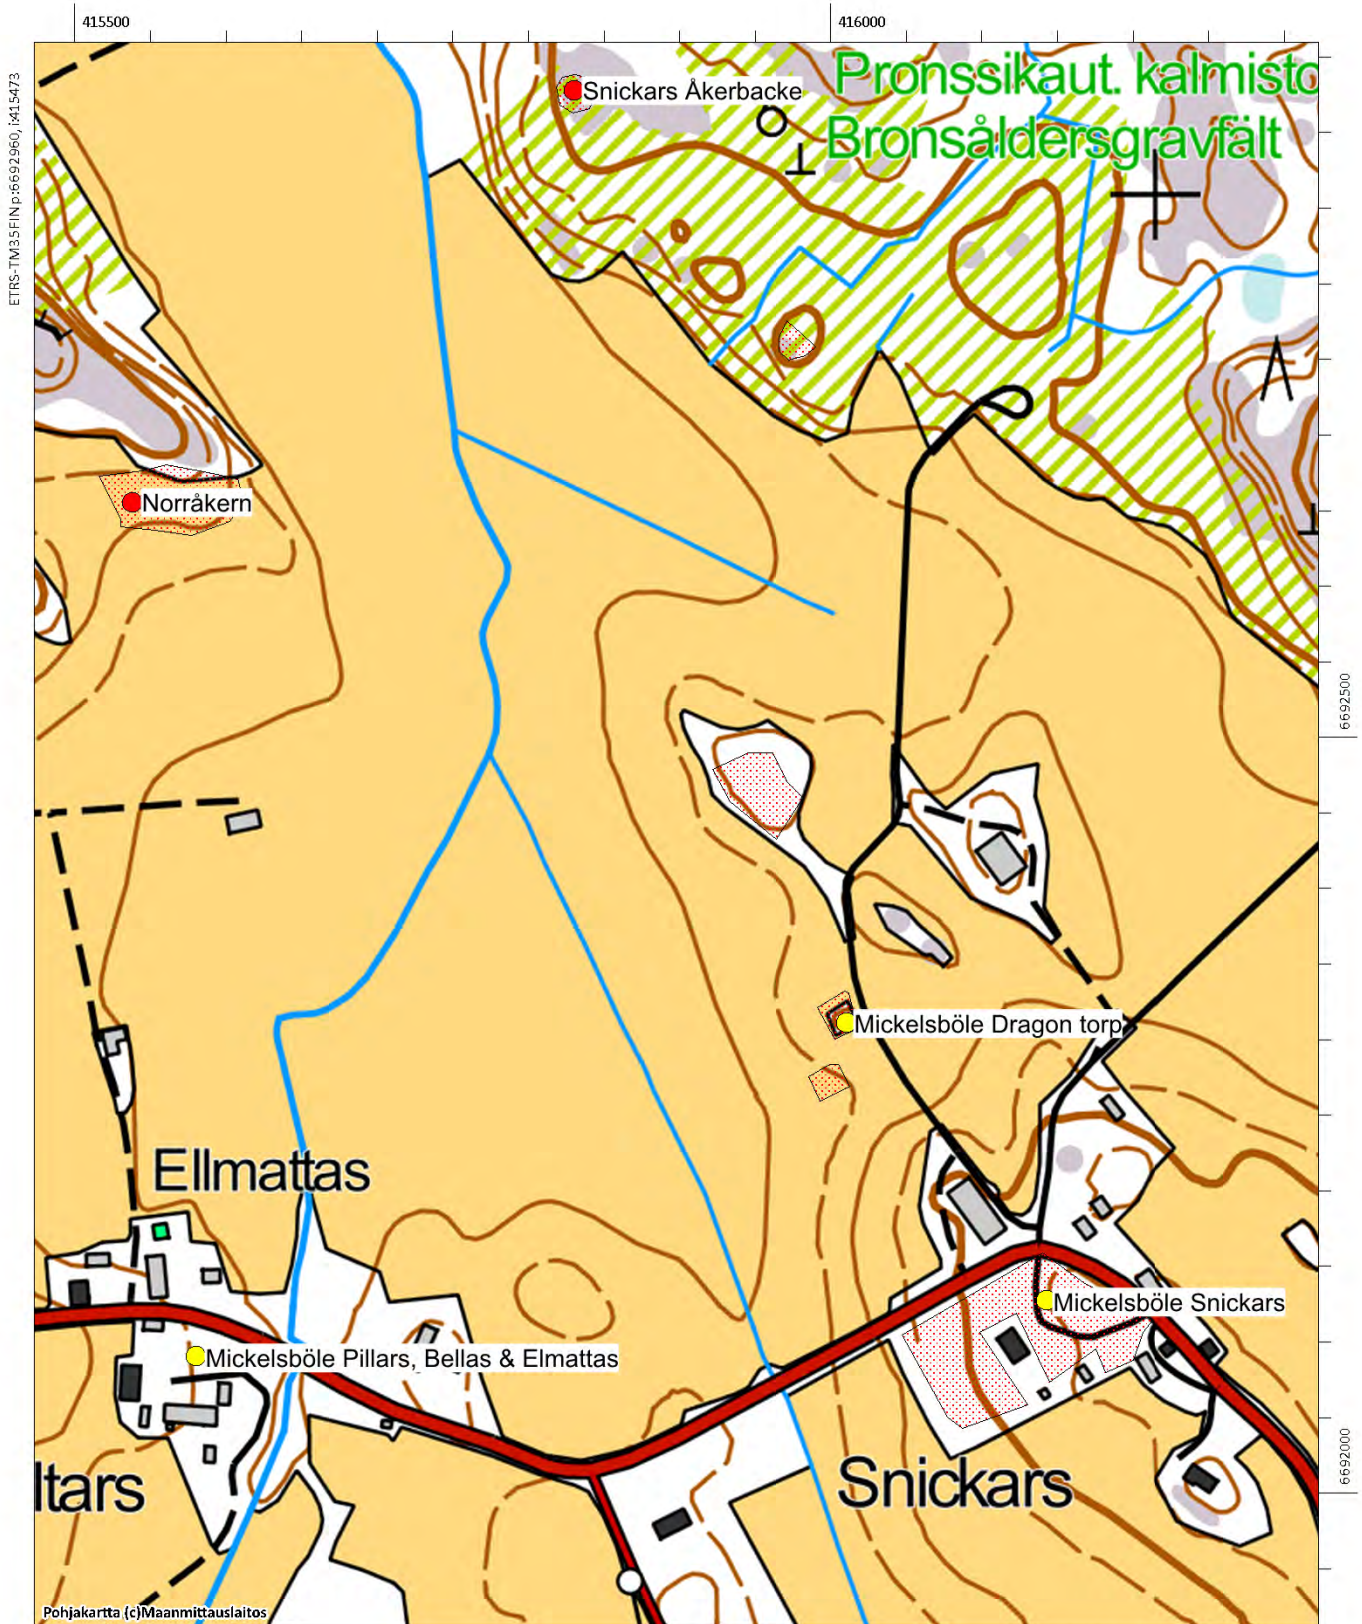 415500
416000
ETRS-TM35FIN p:6692960, i:415473
Snickars Åkerbacke
Pronssikaut. kalmisto
Bronsåldersgravfält
Norråkern
6692500
Mickelsböle Dragon torp
Ellmattas
Mickelsböle Snickars
Mickelsböle Pillars, Bellas & Elmattas
ltars
Snickars
6692000
Pohjakartta (c)Maanmittauslaitos